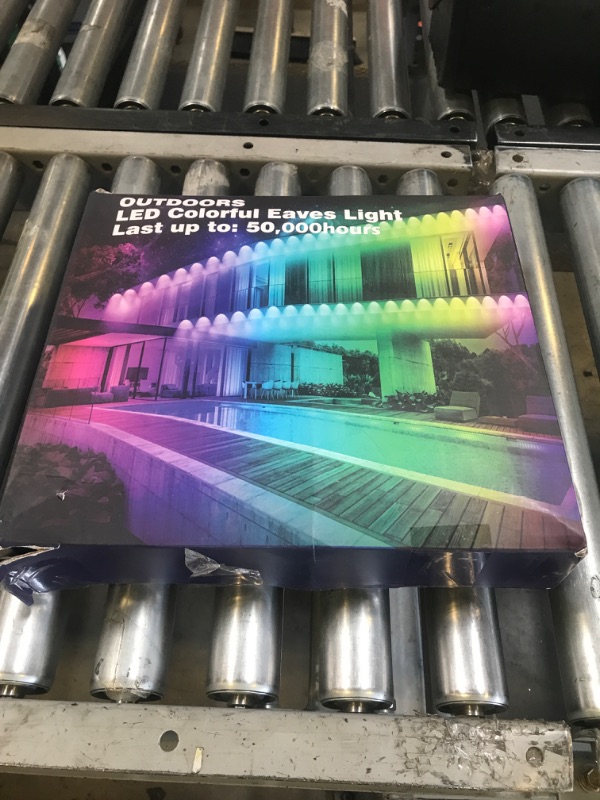 OUTDOORS
LED Colorful Eaves Light
Last up to: 50,000hours